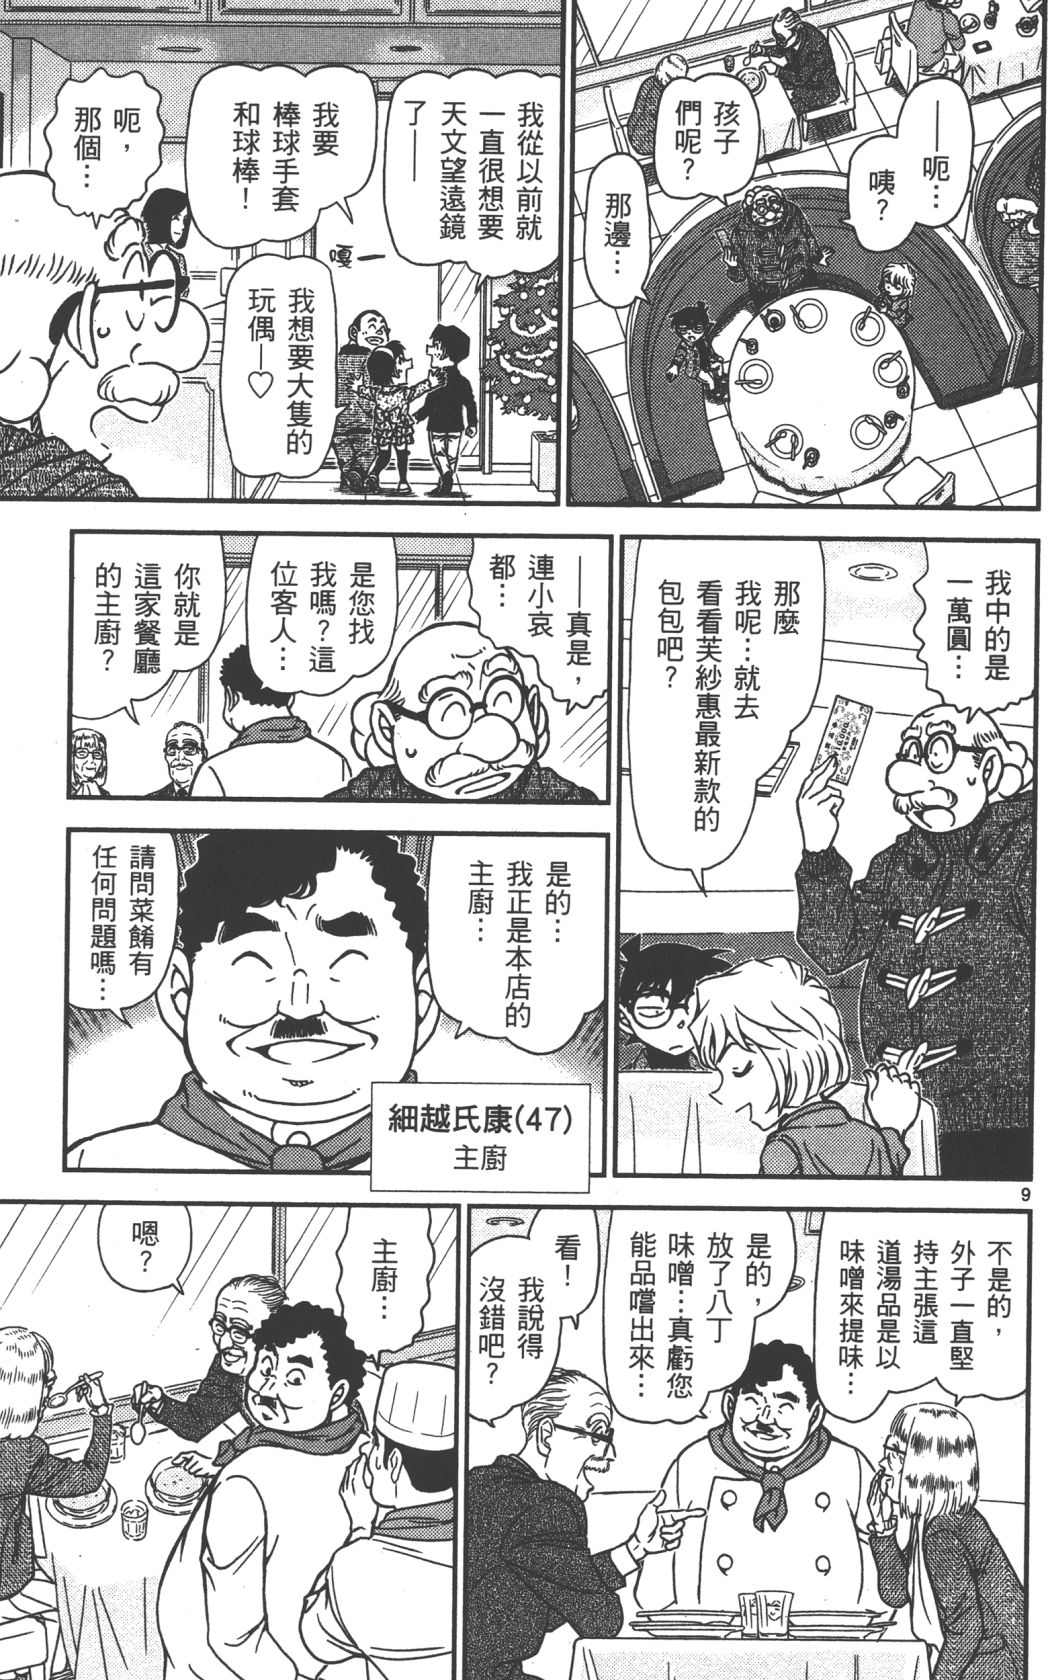 ——呃…
咦？
孩子
們呢？
那邊…
我從以前就
一直很想要
天文望遠鏡
了——
我要
棒球手套
和球棒！
我想要大隻的
玩偶—♡
嘎—
呃，
那個…
我中的是
一萬圓…
那麼
我呢…就去
看看芙紗惠最新款的
包包吧？
——真是，
連小哀
都…
是您找
我嗎？這
位客人…
你就是
這家餐廳
的主廚？
是的…
我正是本店的
主廚…
請問菜餚有
任何問題嗎…
細越氏康(47)
主廚
9
不是的，
外子一直堅
持主張這
道湯品是以
味噌來提味…
是的，
放了八丁
味噌…真虧您
能品嚐出來…
看！
我說得
沒錯吧？
主廚…
嗯？